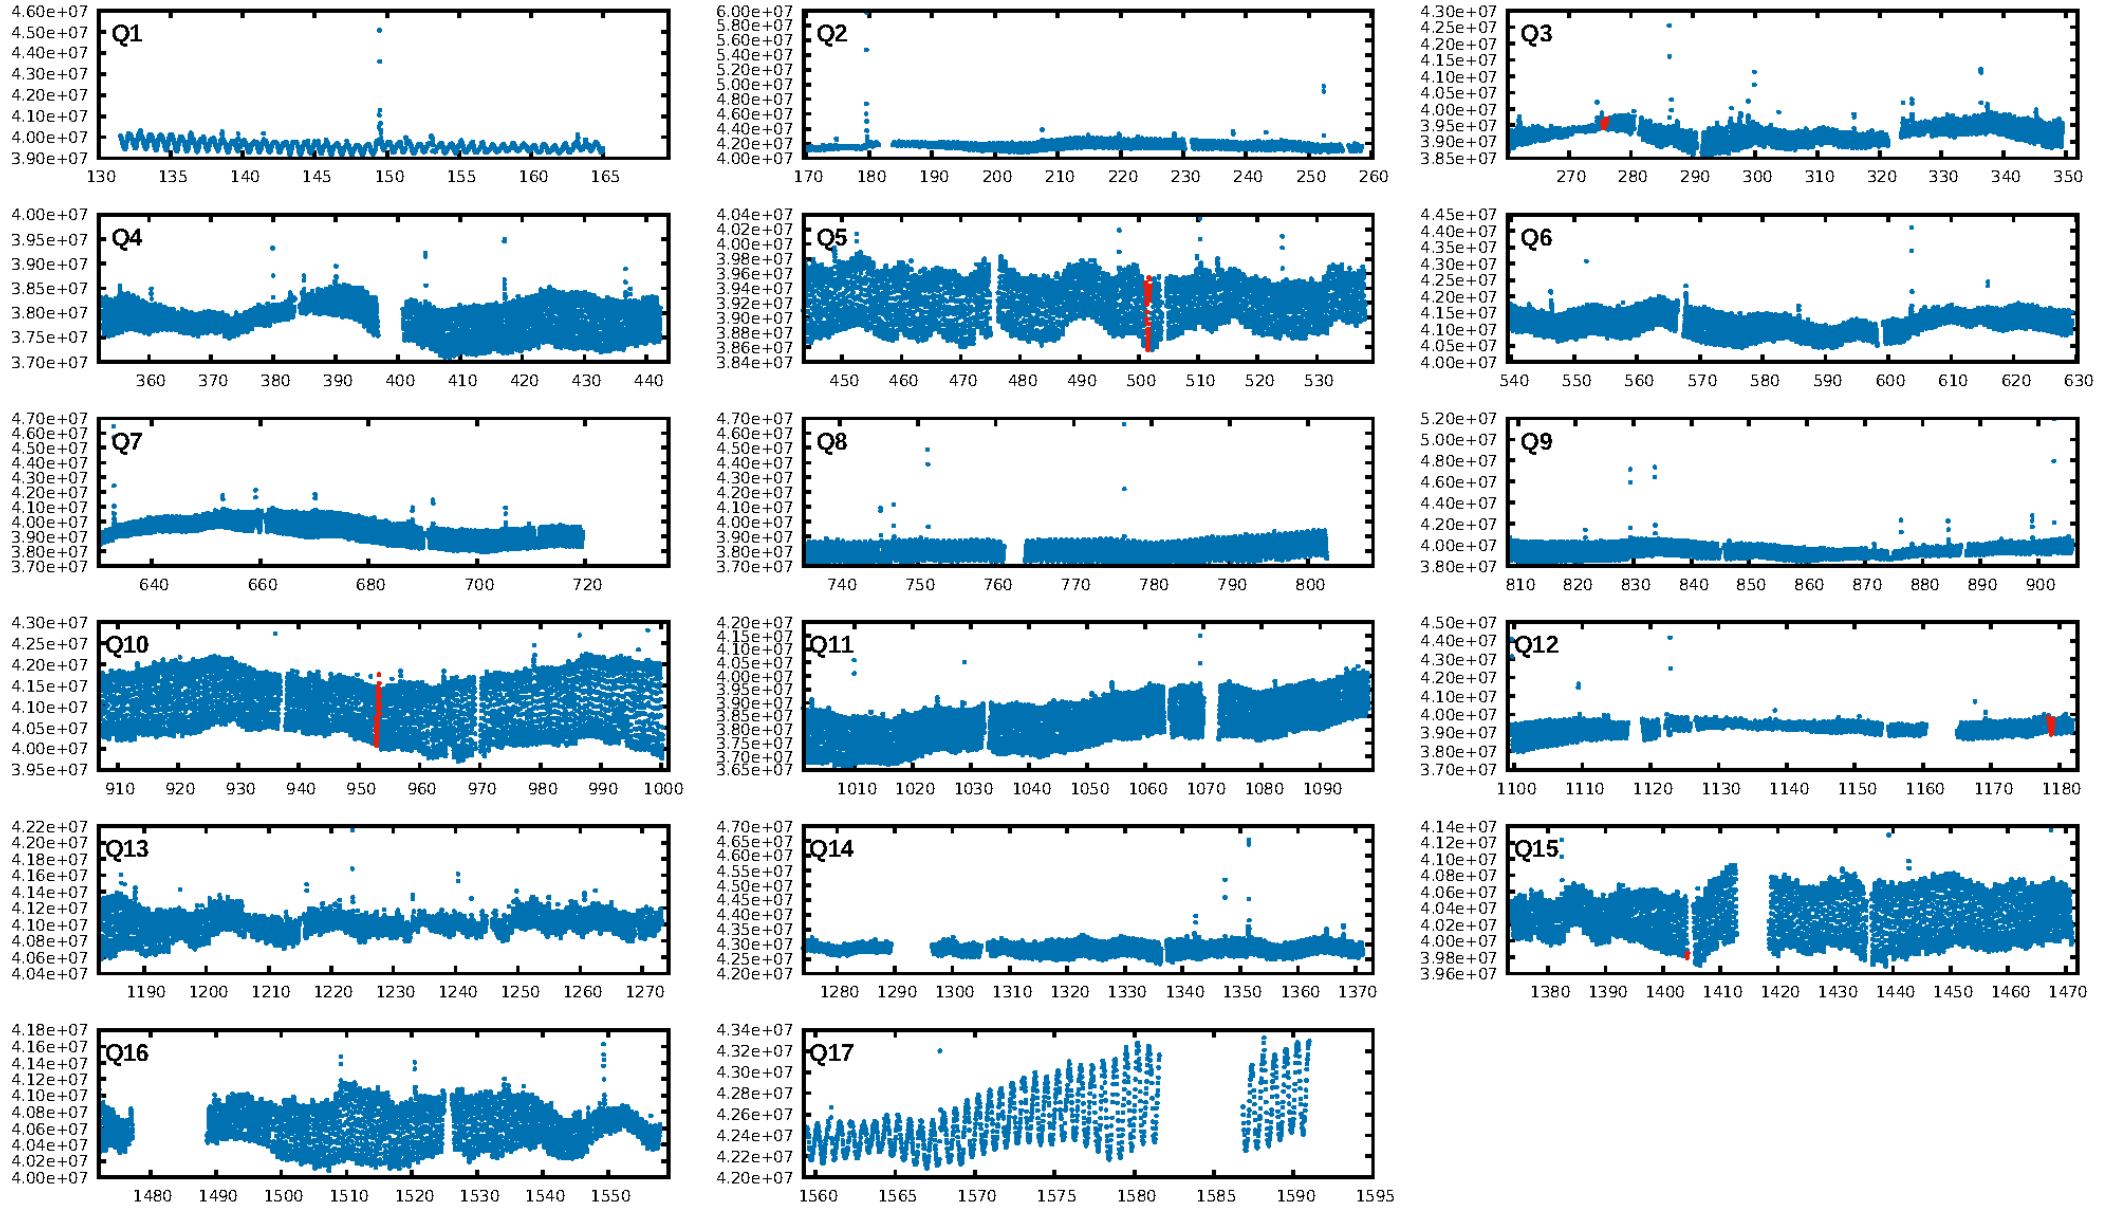 Q1
4.60e+07
4.50e+07
4.40e+07
4.30e+07
4.20e+07
4.10e+07
4.00e+07
3.90e+07
130 135 140 145 150 155 160 165
Q2
6.00e+07
5.80e+07
5.60e+07
5.40e+07
5.20e+07
5.00e+07
4.80e+07
4.60e+07
4.40e+07
4.20e+07
4.00e+07
170 180 190 200 210 220 230 240 250 260
Q3
4.30e+07
4.25e+07
4.20e+07
4.15e+07
4.10e+07
4.05e+07
4.00e+07
3.95e+07
3.90e+07
3.85e+07
270 280 290 300 310 320 330 340 350
Q4
4.00e+07
3.95e+07
3.90e+07
3.85e+07
3.80e+07
3.75e+07
3.70e+07
360 370 380 390 400 410 420 430 440
Q5
4.04e+07
4.02e+07
4.00e+07
3.98e+07
3.96e+07
3.94e+07
3.92e+07
3.90e+07
3.88e+07
3.86e+07
3.84e+07
450 460 470 480 490 500 510 520 530
Q6
4.45e+07
4.40e+07
4.35e+07
4.30e+07
4.25e+07
4.20e+07
4.15e+07
4.10e+07
4.05e+07
4.00e+07
540 550 560 570 580 590 600 610 620 630
Q7
4.70e+07
4.60e+07
4.50e+07
4.40e+07
4.30e+07
4.20e+07
4.10e+07
4.00e+07
3.90e+07
3.80e+07
3.70e+07
640 660 680 700 720
Q8
4.70e+07
4.60e+07
4.50e+07
4.40e+07
4.30e+07
4.20e+07
4.10e+07
4.00e+07
3.90e+07
3.80e+07
3.70e+07
740 750 760 770 780 790 800
Q9
5.20e+07
5.00e+07
4.80e+07
4.60e+07
4.40e+07
4.20e+07
4.00e+07
3.80e+07
810 820 830 840 850 860 870 880 890 900
Q10
4.30e+07
4.25e+07
4.20e+07
4.15e+07
4.10e+07
4.05e+07
4.00e+07
3.95e+07
910 920 930 940 950 960 970 980 990 1000
Q11
4.20e+07
4.15e+07
4.10e+07
4.05e+07
4.00e+07
3.95e+07
3.90e+07
3.85e+07
3.80e+07
3.75e+07
3.70e+07
3.65e+07
1010 1020 1030 1040 1050 1060 1070 1080 1090
Q12
4.50e+07
4.40e+07
4.30e+07
4.20e+07
4.10e+07
4.00e+07
3.90e+07
3.80e+07
3.70e+07
1100 1110 1120 1130 1140 1150 1160 1170 1180
Q13
4.22e+07
4.20e+07
4.18e+07
4.16e+07
4.14e+07
4.12e+07
4.10e+07
4.08e+07
4.06e+07
4.04e+07
1190 1200 1210 1220 1230 1240 1250 1260 1270
Q14
4.70e+07
4.65e+07
4.60e+07
4.55e+07
4.50e+07
4.45e+07
4.40e+07
4.35e+07
4.30e+07
4.25e+07
4.20e+07
1280 1290 1300 1310 1320 1330 1340 1350 1360 1370
Q15
4.14e+07
4.12e+07
4.10e+07
4.08e+07
4.06e+07
4.04e+07
4.02e+07
4.00e+07
3.98e+07
3.96e+07
1380 1390 1400 1410 1420 1430 1440 1450 1460 1470
Q16
4.18e+07
4.16e+07
4.14e+07
4.12e+07
4.10e+07
4.08e+07
4.06e+07
4.04e+07
4.02e+07
4.00e+07
1480 1490 1500 1510 1520 1530 1540 1550
Q17
4.34e+07
4.32e+07
4.30e+07
4.28e+07
4.26e+07
4.24e+07
4.22e+07
4.20e+07
1560 1565 1570 1575 1580 1585 1590 1595